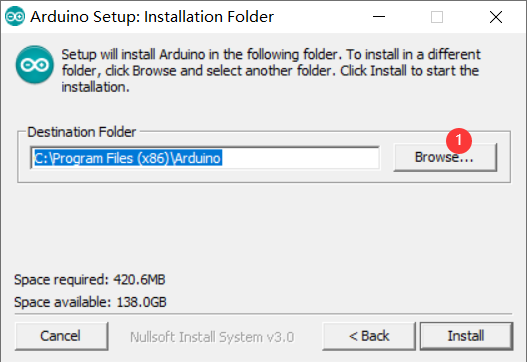 Arduino Setup: Installation Folder
Setup will install Arduino in the following folder. To install in a different
folder, click Browse and select another folder. Click Install to start the
installation.
Destination Folder
1
C:\Program Files (x86)\Arduino
Browse...
Space required: 420.6MB
Space available: 138.0GB
Cancel
Nullsoft Install System v3.0
< Back
Install